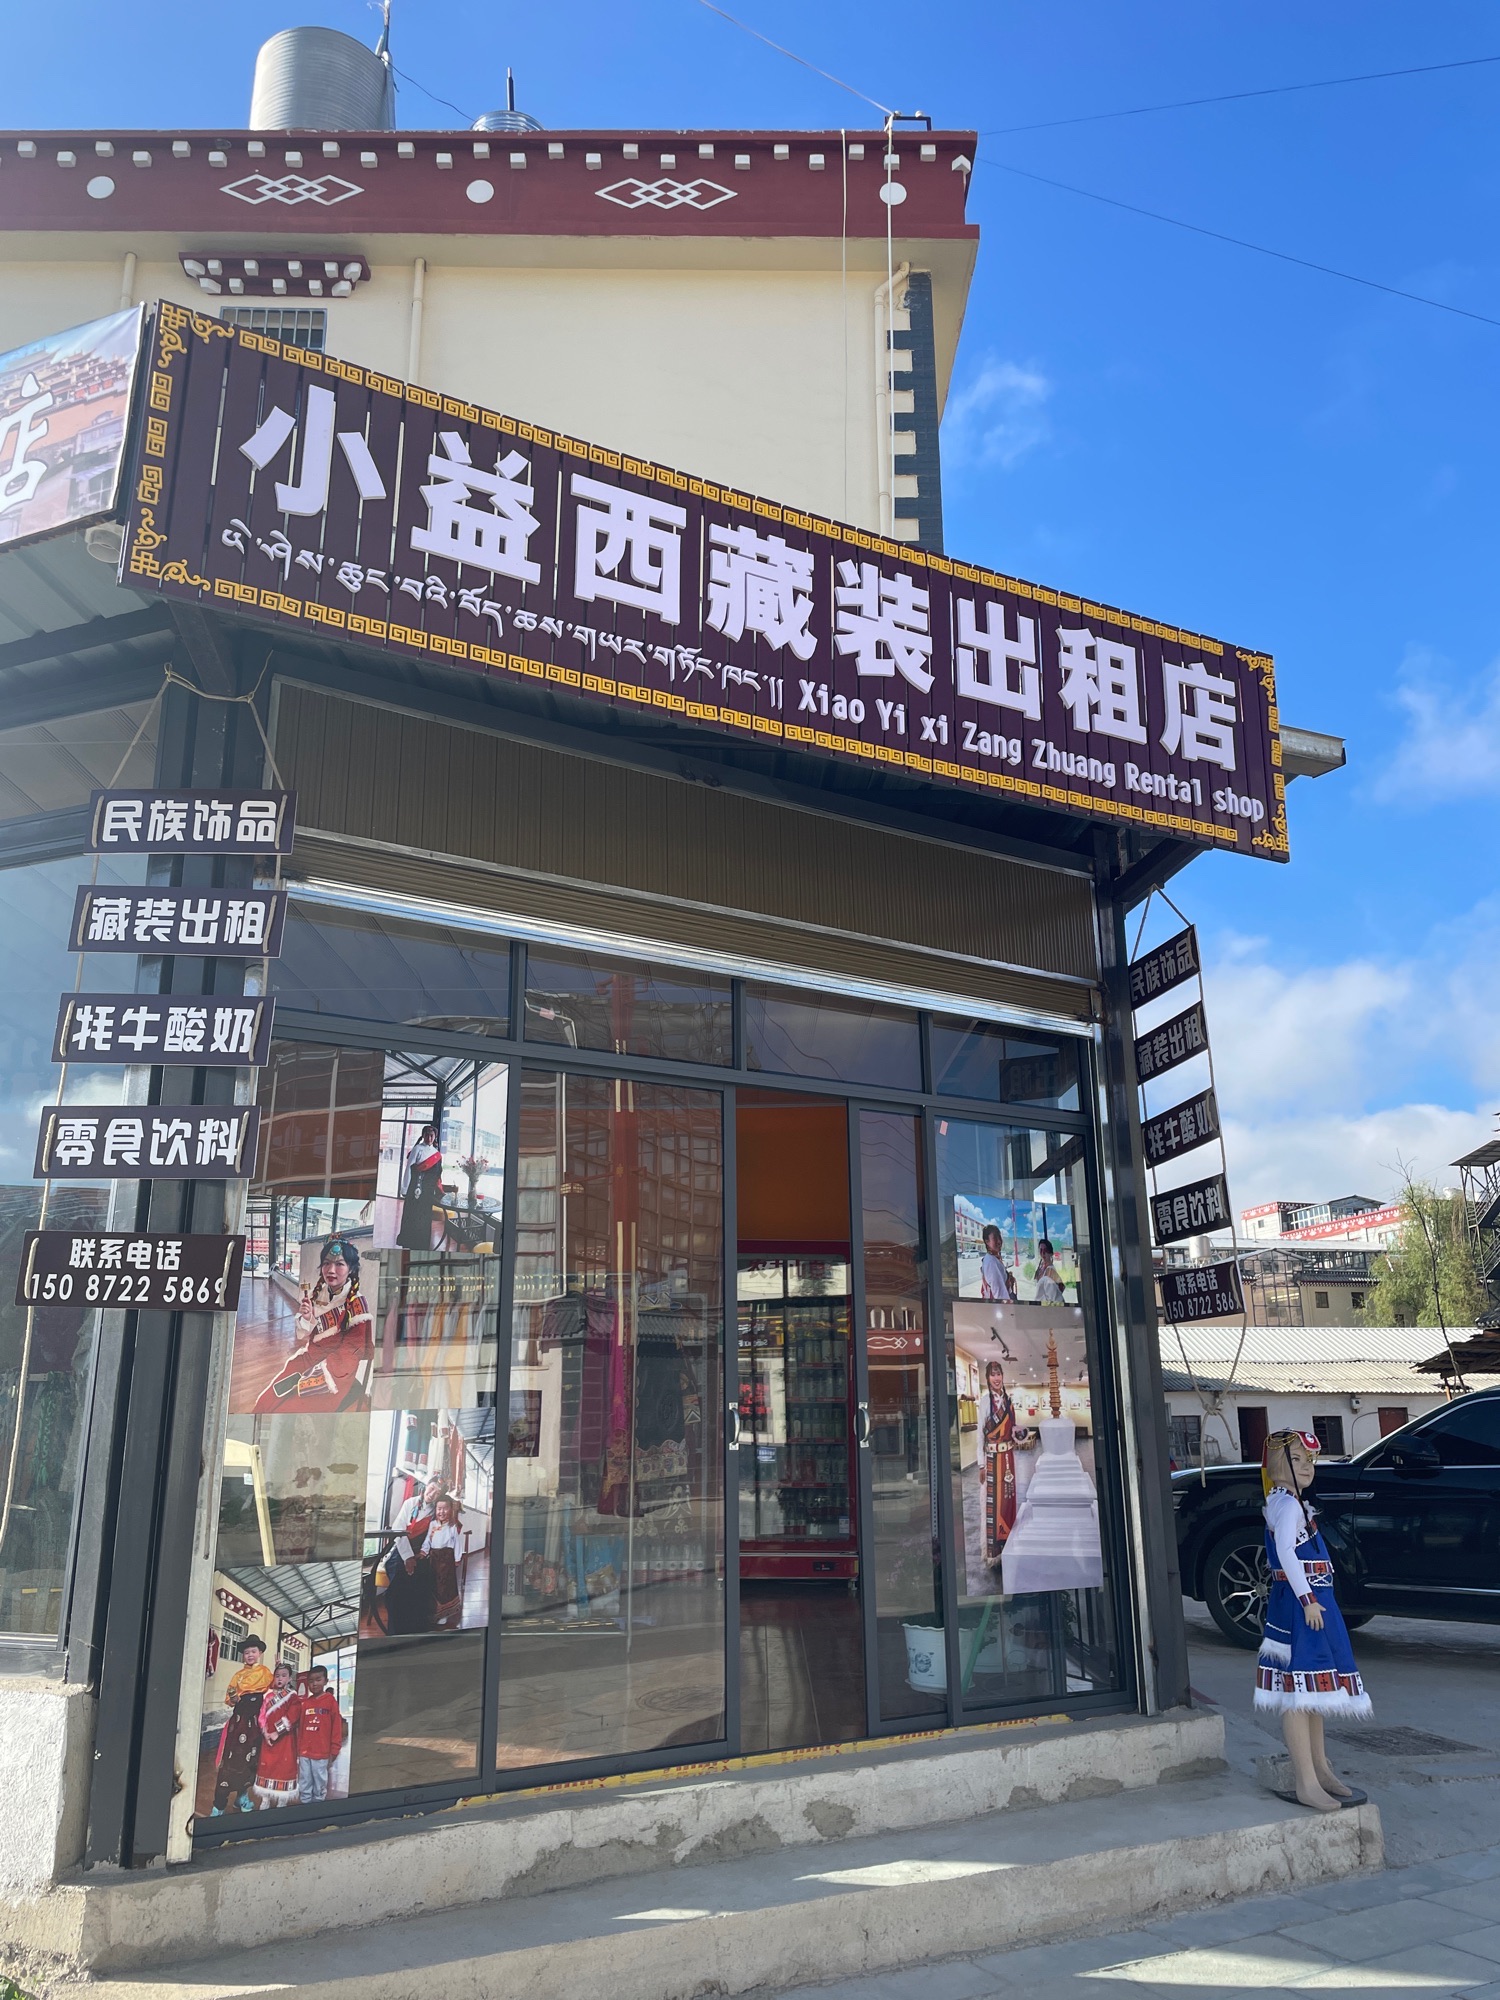 小益西藏装出租店
ཡེ་ཤེས་ཆུང་བའི་བོད་ཆས་གཡར་གཏོང་ཁང་།།
Xiao Yi xi Zang Zhuang Rental shop
店
民族饰品
藏装出租
牦牛酸奶
零食饮料
联系电话
150 8722 5869
民族饰品
藏装出租
牦牛酸奶
零食饮料
联系电话
150 8722 586